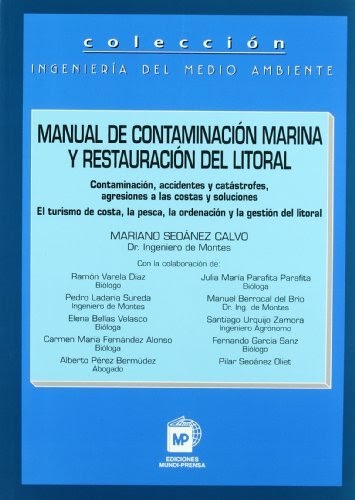 colección
INGENIERÍA DEL MEDIO AMBIENTE
MANUAL DE CONTAMINACIÓN MARINA
Y RESTAURACIÓN DEL LITORAL
Contaminación, accidentes y catástrofes,
agresiones a las costas y soluciones
El turismo de costa, la pesca, la ordenación y la gestión del litoral
MARIANO SEOÁNEZ CALVO
Dr. Ingeniero de Montes
Con la colaboración de:
Ramón Varela Díaz
Biólogo
Pedro Ladaria Sureda
Ingeniero de Montes
Elena Bellas Velasco
Bióloga
Carmen María Fernández Alonso
Bióloga
Alberto Pérez Bermúdez
Abogado
Julia María Parafita Parafita
Bióloga
Manuel Berrocal del Brío
Dr. Ing. de Montes
Santiago Urquijo Zamora
Ingeniero Agrónomo
Fernando García Sanz
Biólogo
Pilar Seoánez Oliet
MP
EDICIONES
MUNDI-PRENSA